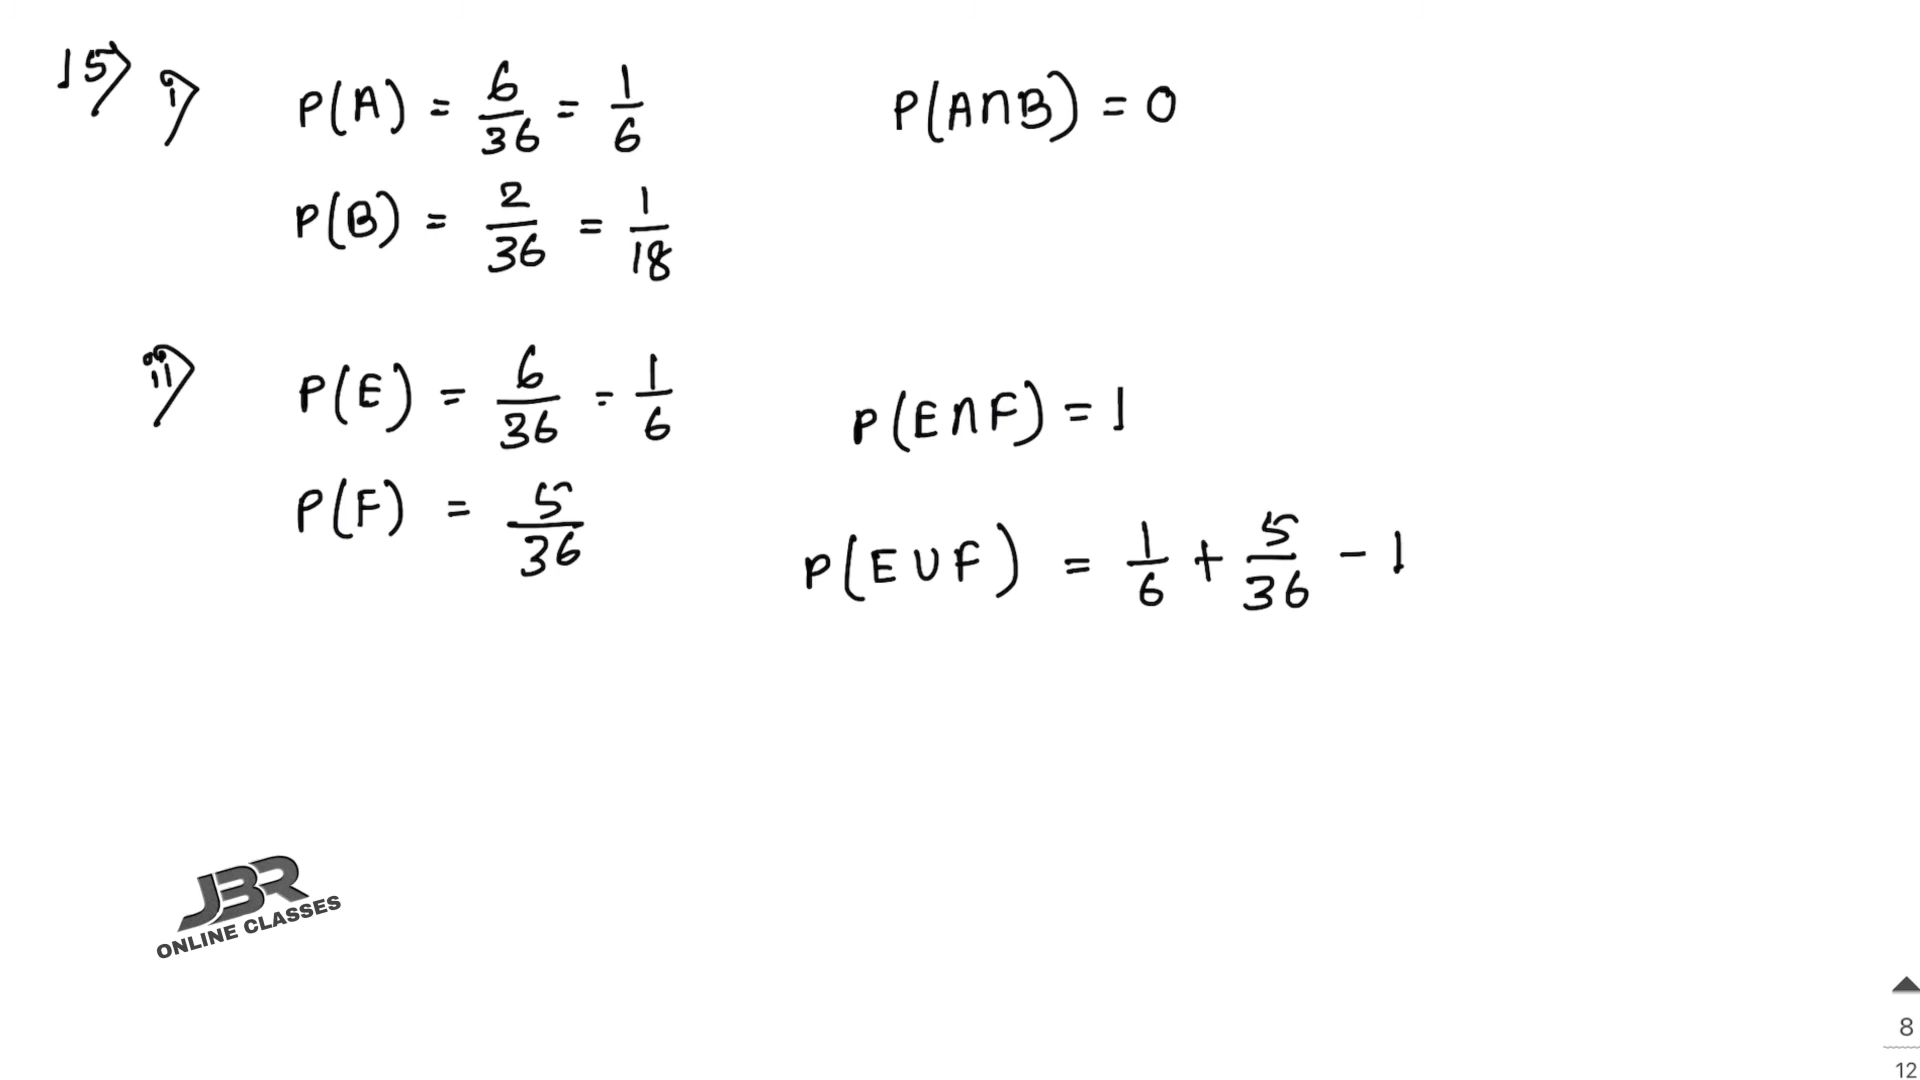 15) i) P(A) = 6/36 = 1/6 P(A∩B) = 0
P(B) = 2/36 = 1/18
ii) P(E) = 6/36 = 1/6 P(E∩F) = 1
P(F) = 5/36 P(E∪F) = 1/6 + 5/36 - 1
JBR
ONLINE CLASSES
8
12